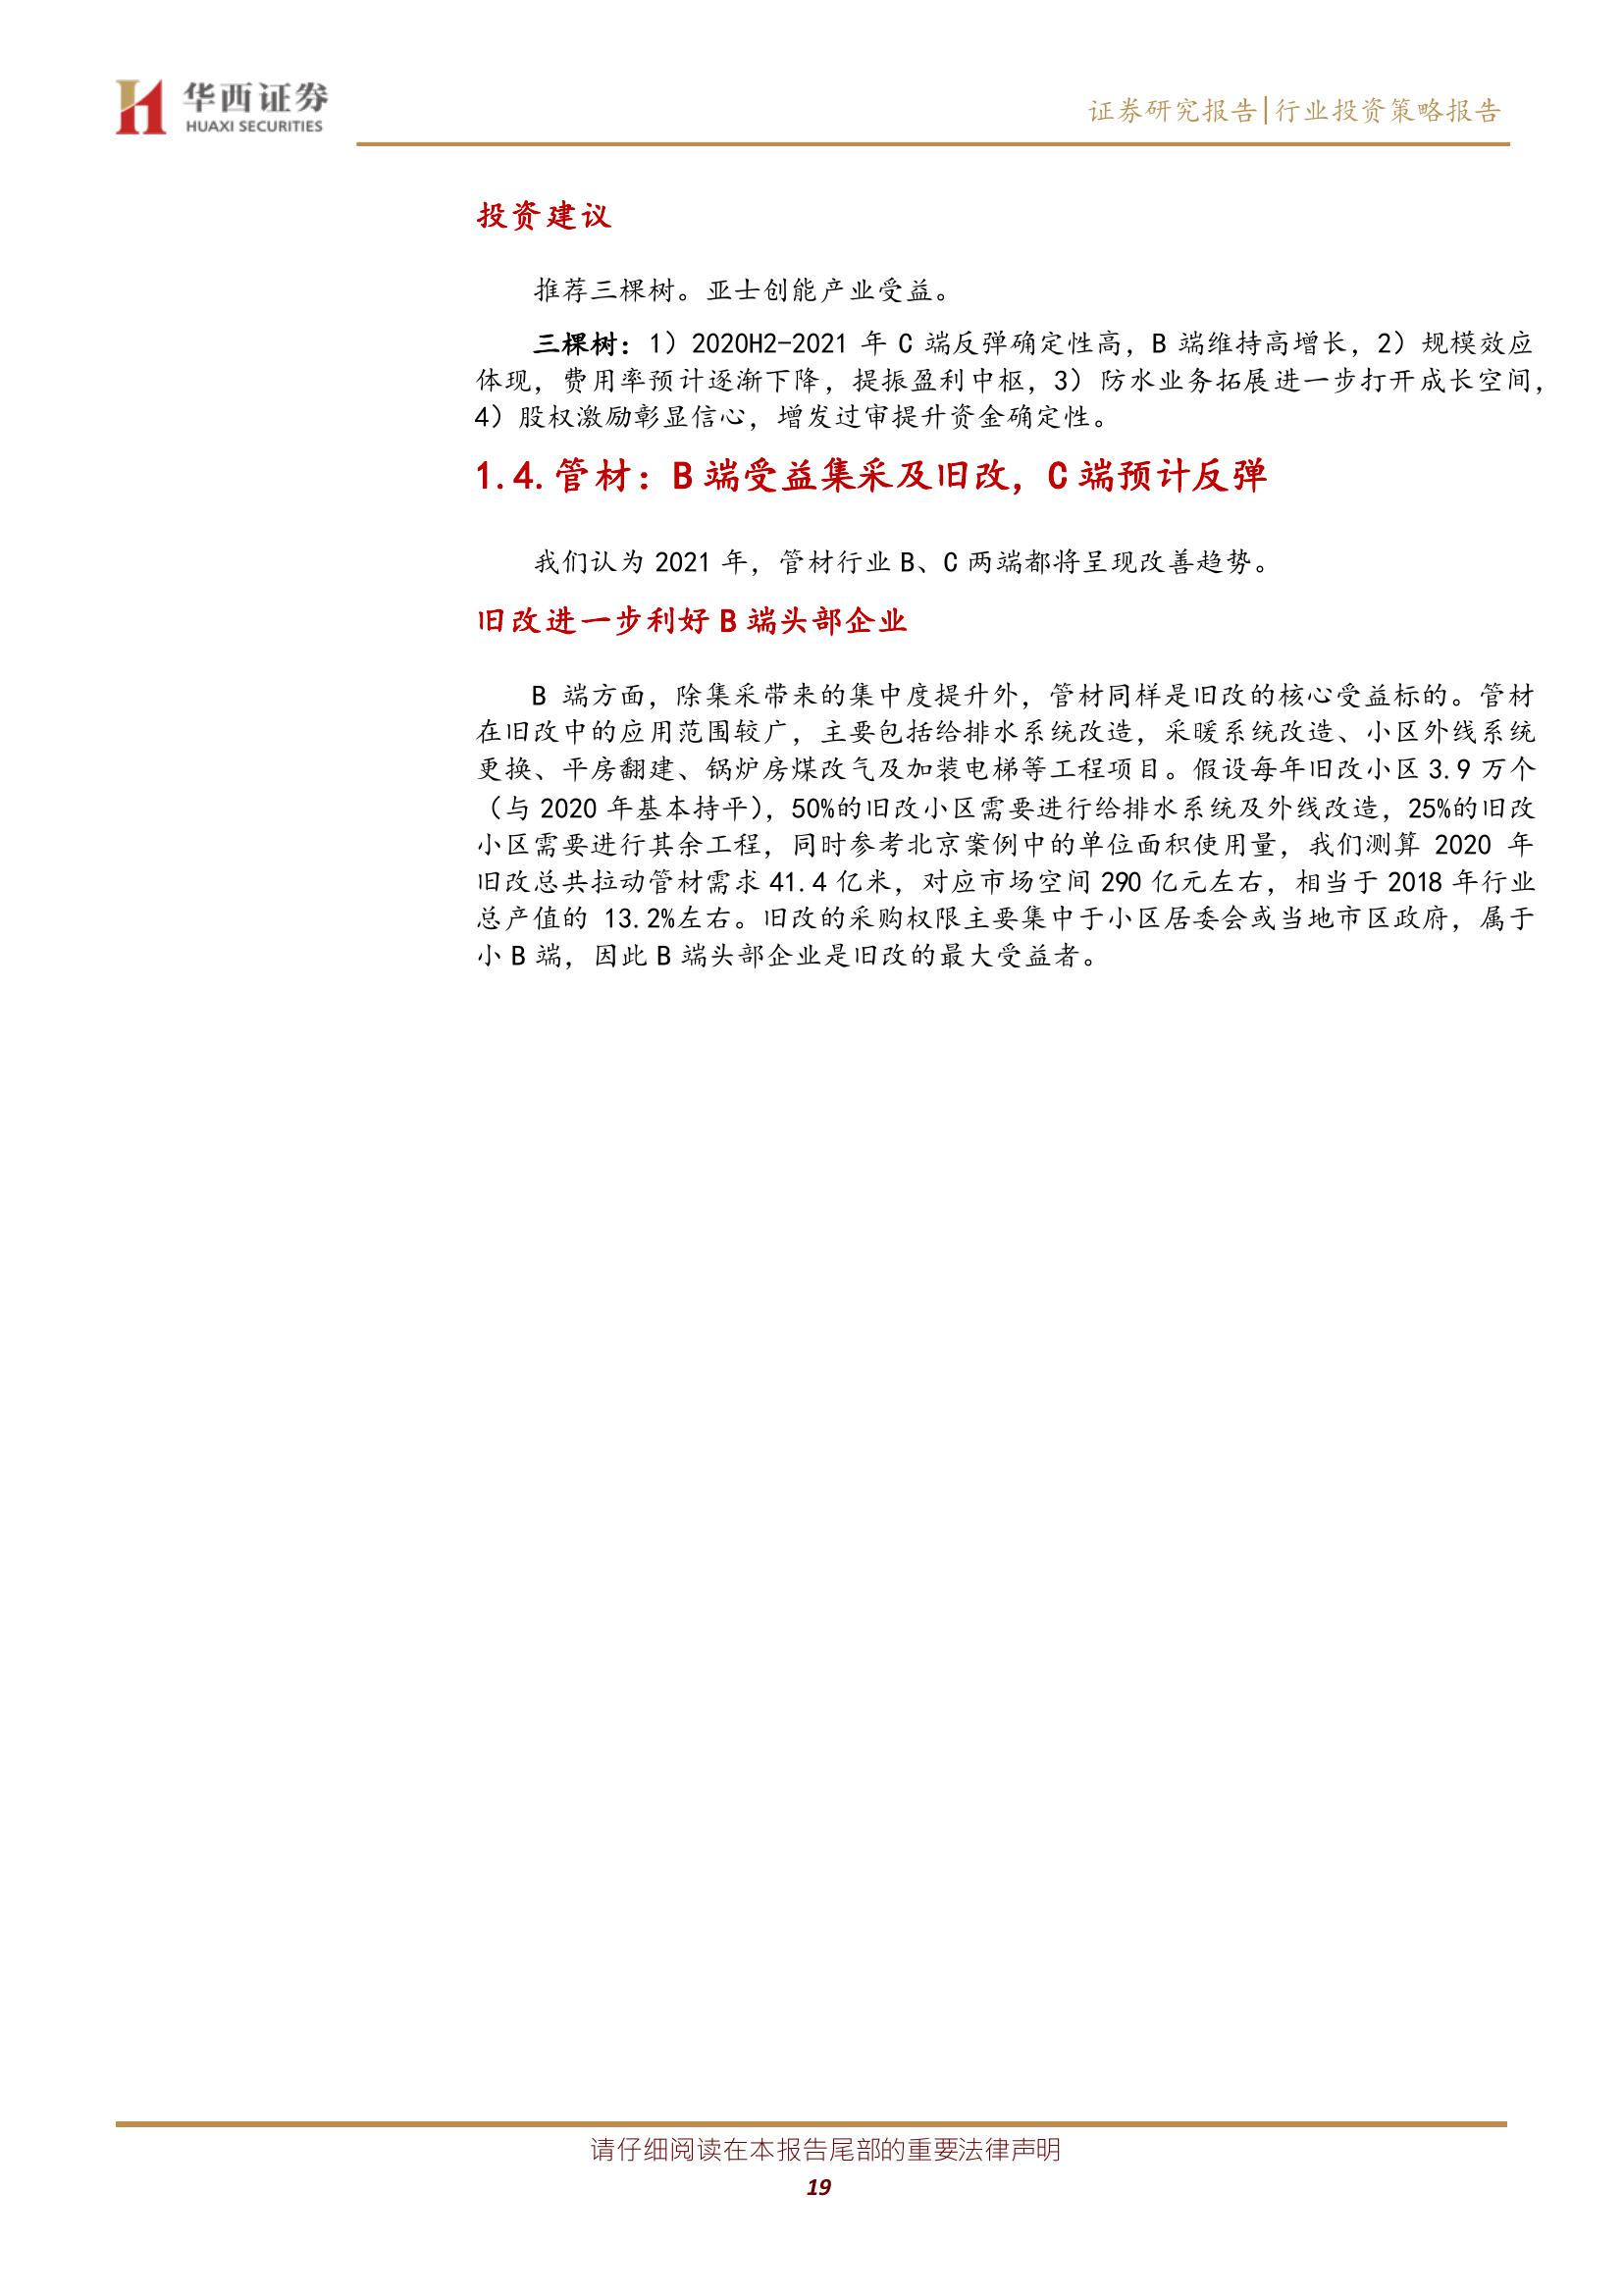 华西证券
HUAXI SECURITIES
证券研究报告|行业投资策略报告
投资建议
推荐三棵树。亚士创能产业受益。
三棵树：1）2020H2-2021 年 C 端反弹确定性高，B 端维持高增长，2）规模效应
体现，费用率预计逐渐下降，提振盈利中枢，3）防水业务拓展进一步打开成长空间，
4）股权激励彰显信心，增发过审提升资金确定性。
1.4.管材：B 端受益集采及旧改，C 端预计反弹
我们认为 2021 年，管材行业 B、C 两端都将呈现改善趋势。
旧改进一步利好 B 端头部企业
B 端方面，除集采带来的集中度提升外，管材同样是旧改的核心受益标的。管材
在旧改中的应用范围较广，主要包括给排水系统改造，采暖系统改造、小区外线系统
更换、平房翻建、锅炉房煤改气及加装电梯等工程项目。假设每年旧改小区 3.9 万个
（与 2020 年基本持平），50%的旧改小区需要进行给排水系统及外线改造，25%的旧改
小区需要进行其余工程，同时参考北京案例中的单位面积使用量，我们测算 2020 年
旧改总共拉动管材需求 41.4 亿米，对应市场空间 290 亿元左右，相当于 2018 年行业
总产值的 13.2%左右。旧改的采购权限主要集中于小区居委会或当地市区政府，属于
小 B 端，因此 B 端头部企业是旧改的最大受益者。
请仔细阅读在本报告尾部的重要法律声明
19